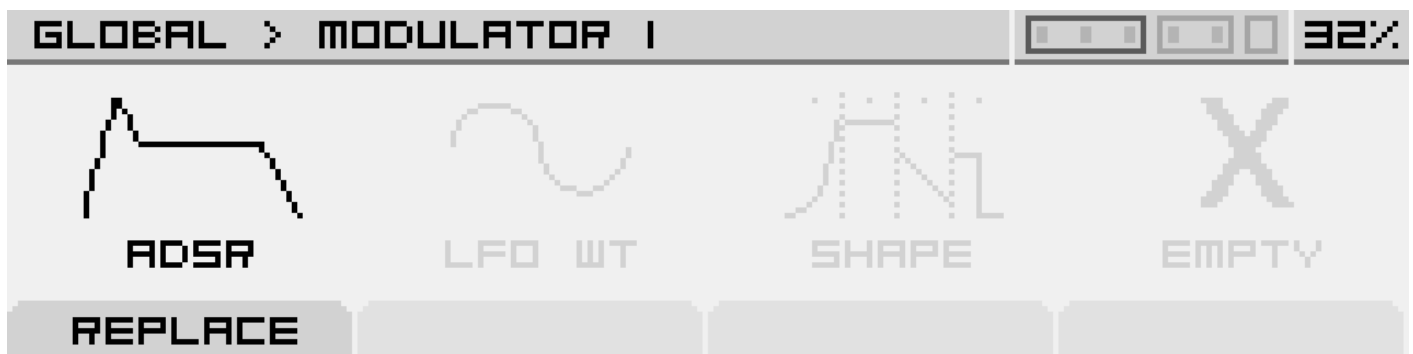 GLOBAL > MODULATOR 1
32%
ADSR
LFO WT
SHAPE
EMPTY
REPLACE